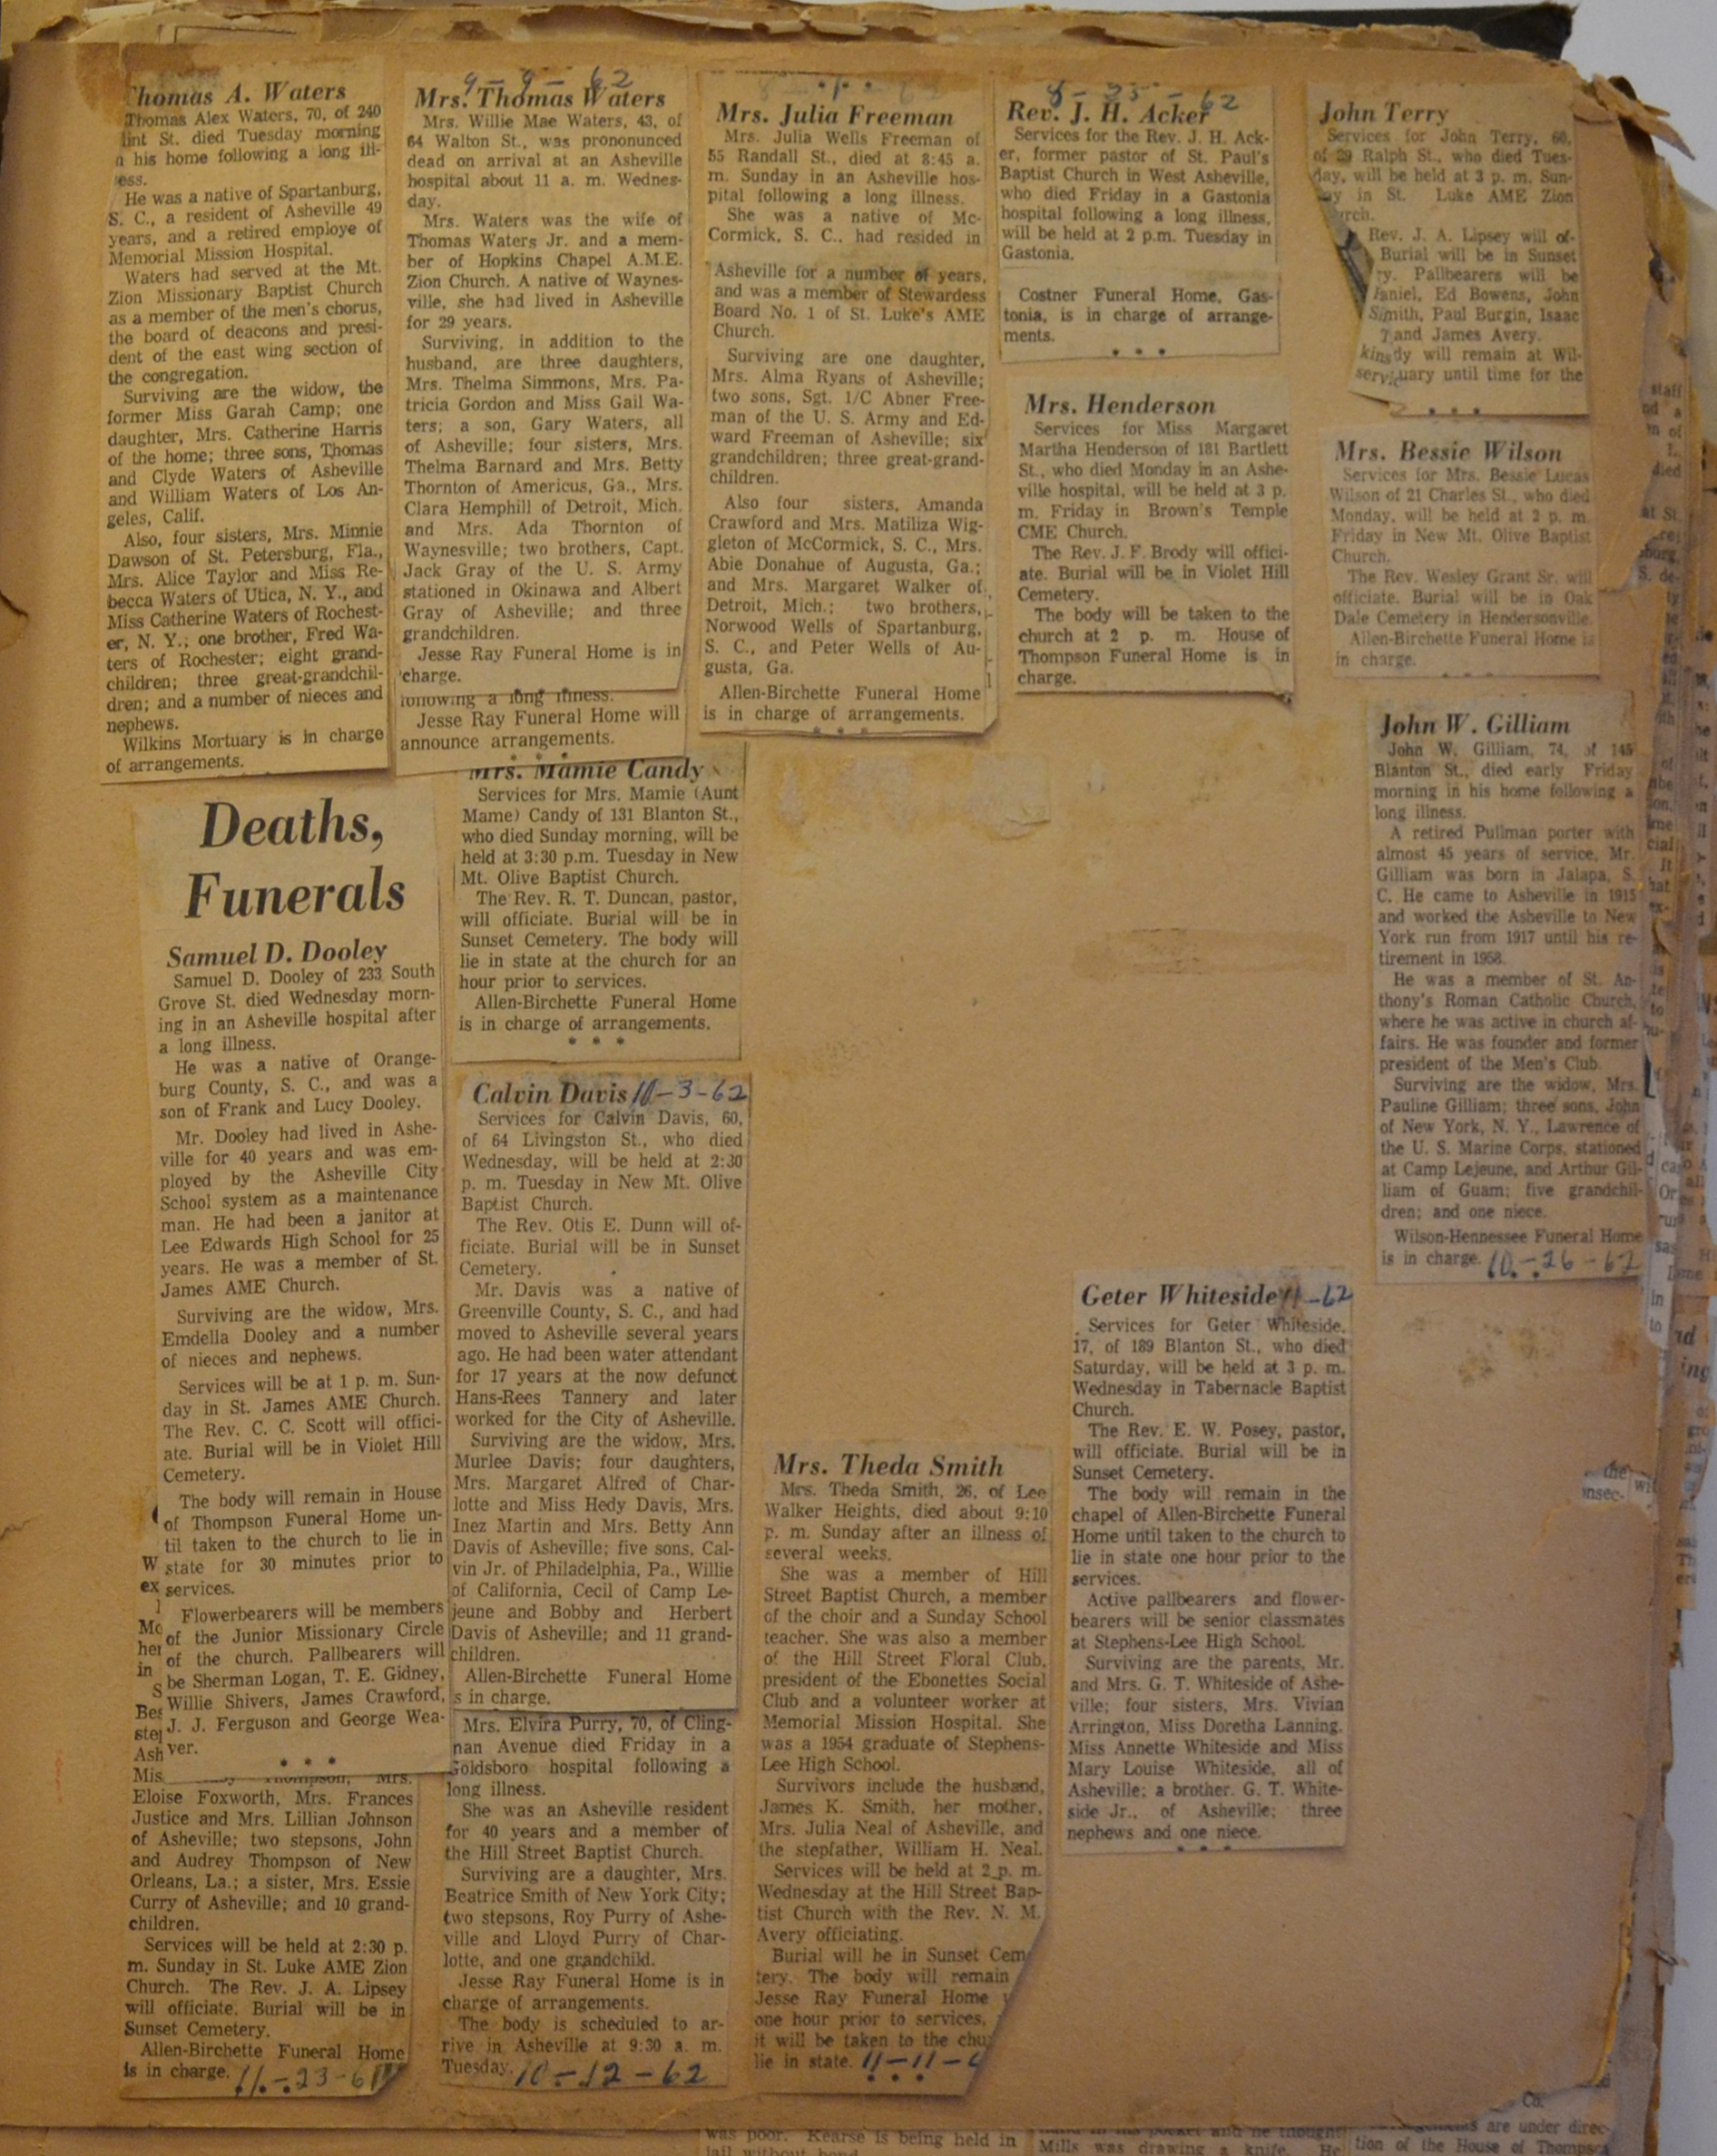 Thomas A. Waters
Thomas Alex Waters, 70, of 240
lint St. died Tuesday morning
n his home following a long ill-
ess.
He was a native of Spartanburg,
S. C., a resident of Asheville 49
years, and a retired employe of
Memorial Mission Hospital.
Waters had served at the Mt.
Zion Missionary Baptist Church
as a member of the men's chorus,
the board of deacons and presi-
dent of the east wing section of
the congregation.
Surviving are the widow, the
former Miss Garah Camp; one
daughter, Mrs. Catherine Harris
of the home; three sons, Thomas
and Clyde Waters of Asheville
and William Waters of Los An-
geles, Calif.
Also, four sisters, Mrs. Minnie
Dawson of St. Petersburg, Fla.,
Mrs. Alice Taylor and Miss Re-
becca Waters of Utica, N. Y., and
Miss Catherine Waters of Rochest-
er, N. Y.; one brother, Fred Wa-
ters of Rochester; eight grand-
children; three great-grandchil-
dren; and a number of nieces and
nephews.
Wilkins Mortuary is in charge
of arrangements.
Deaths,
Funerals
Samuel D. Dooley
Samuel D. Dooley of 233 South
Grove St. died Wednesday morn-
ing in an Asheville hospital after
a long illness.
He was a native of Orange-
burg County, S. C., and was a
son of Frank and Lucy Dooley.
Mr. Dooley had lived in Ashe-
ville for 40 years and was em-
ployed by the Asheville City
School system as a maintenance
man. He had been a janitor at
Lee Edwards High School for 25
years. He was a member of St.
James AME Church.
Surviving are the widow, Mrs.
Emdella Dooley and a number
of nieces and nephews.
Services will be at 1 p. m. Sun-
day in St. James AME Church.
The Rev. C. C. Scott will offici-
ate. Burial will be in Violet Hill
Cemetery.
The body will remain in House
of Thompson Funeral Home un-
til taken to the church to lie in
state for 30 minutes prior to
services.
Flowerbearers will be members
of the Junior Missionary Circle
of the church. Pallbearers will
be Sherman Logan, T. E. Gidney,
Willie Shivers, James Crawford,
J. J. Ferguson and George Wea-
ver.
* * *
W
ex
Mo
her
in
S
Bes
step
Ash
Mis
Thompson, Mrs.
Eloise Foxworth, Mrs. Frances
Justice and Mrs. Lillian Johnson
of Asheville; two stepsons, John
and Audrey Thompson of New
Orleans, La.; a sister, Mrs. Essie
Curry of Asheville; and 10 grand-
children.
Services will be held at 2:30 p.
m. Sunday in St. Luke AME Zion
Church. The Rev. J. A. Lipsey
will officiate. Burial will be in
Sunset Cemetery.
Allen-Birchette Funeral Home
is in charge. 11-23-6
9-9-62
Mrs. Thomas Waters
Mrs. Willie Mae Waters, 43, of
64 Walton St., was prononunced
dead on arrival at an Asheville
hospital about 11 a. m. Wednes-
day.
Mrs. Waters was the wife of
Thomas Waters Jr. and a mem-
ber of Hopkins Chapel A.M.E.
Zion Church. A native of Waynes-
ville, she had lived in Asheville
for 29 years.
Surviving, in addition to the
husband, are three daughters,
Mrs. Thelma Simmons, Mrs. Pa-
tricia Gordon and Miss Gail Wa-
ters; a son, Gary Waters, all
of Asheville; four sisters, Mrs.
Thelma Barnard and Mrs. Betty
Thornton of Americus, Ga., Mrs.
Clara Hemphill of Detroit, Mich.
and Mrs. Ada Thornton of
Waynesville; two brothers, Capt.
Jack Gray of the U. S. Army
stationed in Okinawa and Albert
Gray of Asheville; and three
grandchildren.
Jesse Ray Funeral Home is in
charge.
following a long illness.
Jesse Ray Funeral Home will
announce arrangements.
* * *
Mrs. Mamie Candy
Services for Mrs. Mamie (Aunt
Mame) Candy of 131 Blanton St.,
who died Sunday morning, will be
held at 3:30 p.m. Tuesday in New
Mt. Olive Baptist Church.
The Rev. R. T. Duncan, pastor,
will officiate. Burial will be in
Sunset Cemetery. The body will
lie in state at the church for an
hour prior to services.
Allen-Birchette Funeral Home
is in charge of arrangements.
* * *
Calvin Davis 10-3-62
Services for Calvin Davis, 60,
of 64 Livingston St., who died
Wednesday, will be held at 2:30
p. m. Tuesday in New Mt. Olive
Baptist Church.
The Rev. Otis E. Dunn will of-
ficiate. Burial will be in Sunset
Cemetery.
Mr. Davis was a native of
Greenville County, S. C., and had
moved to Asheville several years
ago. He had been water attendant
for 17 years at the now defunct
Hans-Rees Tannery and later
worked for the City of Asheville.
Surviving are the widow, Mrs.
Murlee Davis; four daughters,
Mrs. Margaret Alfred of Char-
lotte and Miss Hedy Davis, Mrs.
Inez Martin and Mrs. Betty Ann
Davis of Asheville; five sons, Cal-
vin Jr. of Philadelphia, Pa., Willie
of California, Cecil of Camp Le-
jeune and Bobby and Herbert
Davis of Asheville; and 11 grand-
children.
Allen-Birchette Funeral Home
s in charge.
Mrs. Elvira Purry, 70, of Cling-
nan Avenue died Friday in a
Goldsboro hospital following a
long illness.
She was an Asheville resident
for 40 years and a member of
the Hill Street Baptist Church.
Surviving are a daughter, Mrs.
Beatrice Smith of New York City;
two stepsons, Roy Purry of Ashe-
ville and Lloyd Purry of Char-
lotte, and one grandchild.
Jesse Ray Funeral Home is in
charge of arrangements.
The body is scheduled to ar-
rive in Asheville at 9:30 a. m.
Tuesday. 10-12-62
Mrs. Julia Freeman
Mrs. Julia Wells Freeman of
55 Randall St., died at 8:45 a.
m. Sunday in an Asheville hos-
pital following a long illness.
She was a native of Mc-
Cormick, S. C., had resided in
Asheville for a number of years,
and was a member of Stewardess
Board No. 1 of St. Luke's AME
Church.
Surviving are one daughter,
Mrs. Alma Ryans of Asheville;
two sons, Sgt. 1/C Abner Free-
man of the U. S. Army and Ed-
ward Freeman of Asheville; six
grandchildren; three great-grand-
children.
Also four sisters, Amanda
Crawford and Mrs. Matiliza Wig-
gleton of McCormick, S. C., Mrs.
Abie Donahue of Augusta, Ga.;
and Mrs. Margaret Walker of
Detroit, Mich.; two brothers,
Norwood Wells of Spartanburg,
S. C., and Peter Wells of Au-
gusta, Ga.
Allen-Birchette Funeral Home
is in charge of arrangements.
* * *
Mrs. Theda Smith
Mrs. Theda Smith, 26, of Lee
Walker Heights, died about 9:10
p. m. Sunday after an illness of
several weeks.
She was a member of Hill
Street Baptist Church, a member
of the choir and a Sunday School
teacher. She was also a member
of the Hill Street Floral Club,
president of the Ebonettes Social
Club and a volunteer worker at
Memorial Mission Hospital. She
was a 1954 graduate of Stephens-
Lee High School.
Survivors include the husband,
James K. Smith, her mother,
Mrs. Julia Neal of Asheville, and
the stepfather, William H. Neal.
Services will be held at 2 p. m.
Wednesday at the Hill Street Bap-
tist Church with the Rev. N. M.
Avery officiating.
Burial will be in Sunset Cem
tery. The body will remain
Jesse Ray Funeral Home
one hour prior to services,
it will be taken to the chu
lie in state. 11-11-6
* * *
8-25-62
Rev. J. H. Acker
Services for the Rev. J. H. Ack-
er, former pastor of St. Paul's
Baptist Church in West Asheville,
who died Friday in a Gastonia
hospital following a long illness,
will be held at 2 p.m. Tuesday in
Gastonia.
Costner Funeral Home, Gas-
tonia, is in charge of arrange-
ments.
* * *
Mrs. Henderson
Services for Miss Margaret
Martha Henderson of 181 Bartlett
St., who died Monday in an Ashe-
ville hospital, will be held at 3 p.
m. Friday in Brown's Temple
CME Church.
The Rev. J. F. Brody will offici-
ate. Burial will be in Violet Hill
Cemetery.
The body will be taken to the
church at 2 p. m. House of
Thompson Funeral Home is in
charge.
Geter Whiteside 11-62
Services for Geter Whiteside,
17, of 189 Blanton St., who died
Saturday, will be held at 3 p. m.
Wednesday in Tabernacle Baptist
Church.
The Rev. E. W. Posey, pastor,
will officiate. Burial will be in
Sunset Cemetery.
The body will remain in the
chapel of Allen-Birchette Funeral
Home until taken to the church to
lie in state one hour prior to the
services.
Active pallbearers and flower-
bearers will be senior classmates
at Stephens-Lee High School.
Surviving are the parents, Mr.
and Mrs. G. T. Whiteside of Ashe-
ville; four sisters, Mrs. Vivian
Arrington, Miss Doretha Lanning,
Miss Annette Whiteside and Miss
Mary Louise Whiteside, all of
Asheville; a brother, G. T. White-
side Jr., of Asheville; three
nephews and one niece.
* * *
John Terry
Services for John Terry, 60,
of 29 Ralph St., who died Tues-
day, will be held at 3 p. m. Sun-
ay in St. Luke AME Zion
urch.
Rev. J. A. Lipsey will of-
Burial will be in Sunset
ry. Pallbearers will be
aniel, Ed Bowens, John
Smith, Paul Burgin, Isaac
and James Avery.
dy will remain at Wil-
uary until time for the
servic
* * *
Mrs. Bessie Wilson
Services for Mrs. Bessie Lucas
Wilson of 21 Charles St., who died
Monday, will be held at 2 p. m.
Friday in New Mt. Olive Baptist
Church.
The Rev. Wesley Grant Sr. will
officiate. Burial will be in Oak
Dale Cemetery in Hendersonville.
Allen-Birchette Funeral Home is
in charge.
* * *
John W. Gilliam
John W. Gilliam, 74, of 145
Blanton St., died early Friday
morning in his home following a
long illness.
A retired Pullman porter with
almost 45 years of service, Mr.
Gilliam was born in Jalapa, S.
C. He came to Asheville in 1915
and worked the Asheville to New
York run from 1917 until his re-
tirement in 1958.
He was a member of St. An-
thony's Roman Catholic Church,
where he was active in church af-
fairs. He was founder and former
president of the Men's Club.
Surviving are the widow, Mrs.
Pauline Gilliam; three sons, John
of New York, N. Y., Lawrence of
the U. S. Marine Corps, stationed
at Camp Lejeune, and Arthur Gil-
liam of Guam; five grandchil-
dren; and one niece.
Wilson-Hennessee Funeral Home
is in charge. 10-26-62
was poor. Kearse is being held in
jail without bond
Mills was drawing a knife. He
Co.
are under direc-
tion of the House of Thompson